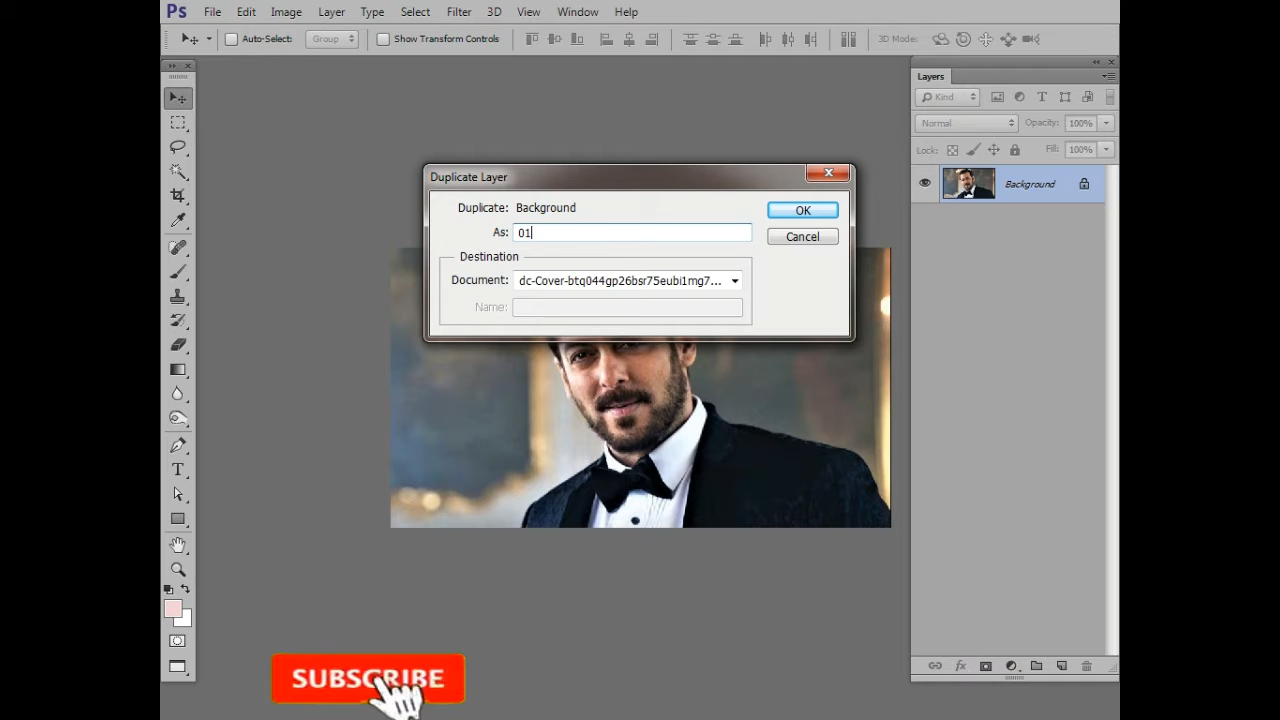 Ps File Edit Image Layer Type Select Filter 3D View Window Help
Auto-Select: Group Show Transform Controls 3D Mode:
Layers
Kind
Normal Opacity: 100%
Lock: Fill: 100%
Background
Duplicate Layer
Duplicate: Background
OK
As: 01
Cancel
Destination
Document: dc-Cover-btq044gp26bsr75eubi1mg7...
Name:
SUBSCRIBE